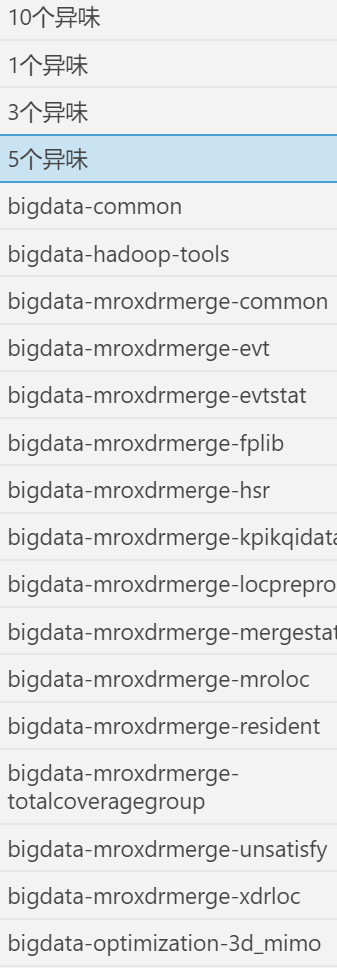 10个异味
1个异味
3个异味
5个异味
bigdata-common
bigdata-hadoop-tools
bigdata-mroxdrmerge-common
bigdata-mroxdrmerge-evt
bigdata-mroxdrmerge-evtstat
bigdata-mroxdrmerge-fplib
bigdata-mroxdrmerge-hsr
bigdata-mroxdrmerge-kpikqidata
bigdata-mroxdrmerge-locprepro
bigdata-mroxdrmerge-mergestat
bigdata-mroxdrmerge-mroloc
bigdata-mroxdrmerge-resident
bigdata-mroxdrmerge-
totalcoveragegroup
bigdata-mroxdrmerge-unsatisfy
bigdata-mroxdrmerge-xdrloc
bigdata-optimization-3d_mimo